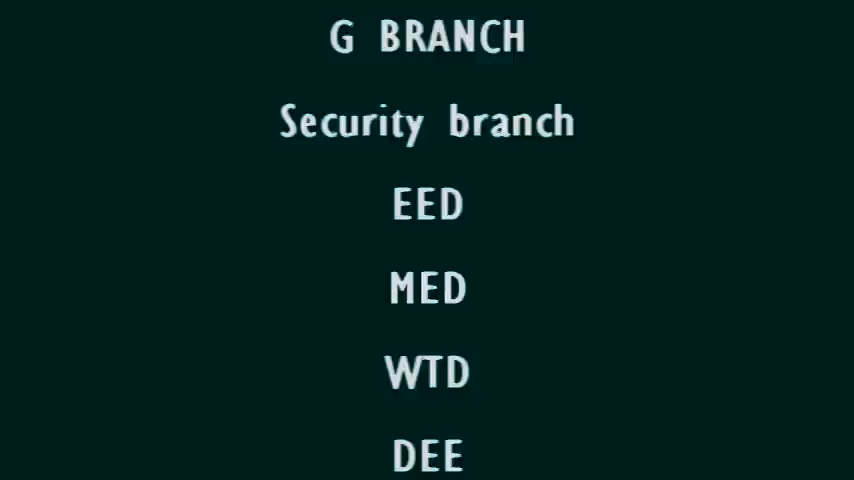 G BRANCH
Security branch
EED
MED
WTD
DEE